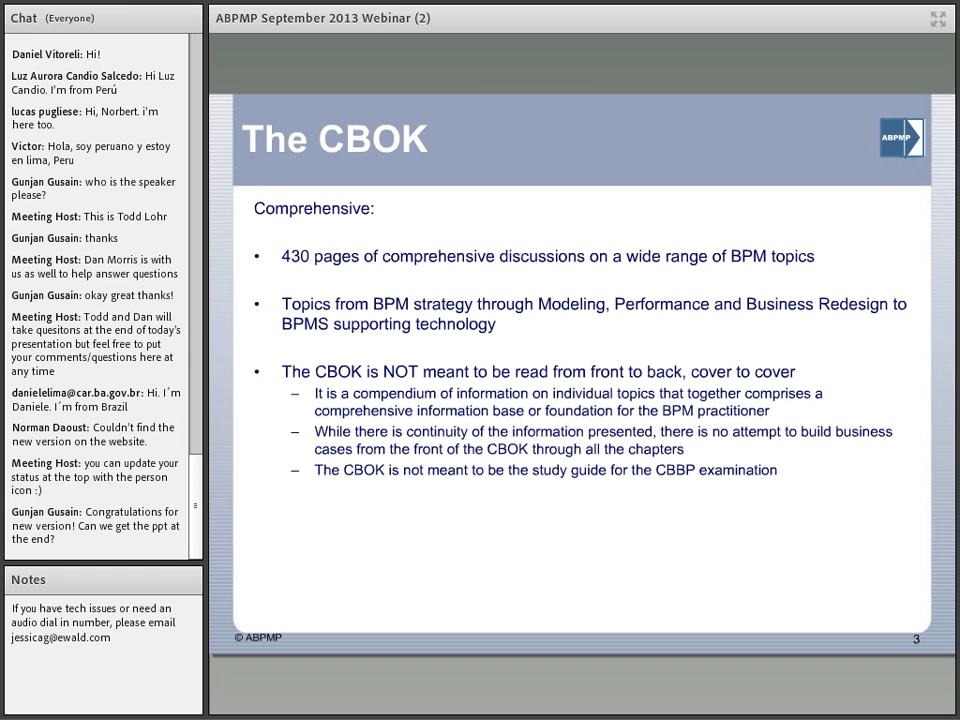 Chat (Everyone)
Daniel Vitoreli: Hi!
Luz Aurora Candio Salcedo: Hi Luz
Candio. I'm from Perú
lucas pugliese: Hi, Norbert. i'm
here too.
Victor: Hola, soy peruano y estoy
en lima, Peru
Gunjan Gusain: who is the speaker
please?
Meeting Host: This is Todd Lohr
Gunjan Gusain: thanks
Meeting Host: Dan Morris is with
us as well to help answer questions
Gunjan Gusain: okay great thanks!
Meeting Host: Todd and Dan will
take quesitons at the end of today's
presentation but feel free to put
your comments/questions here at
any time
danielelima@car.ba.gov.br: Hi. I´m
Daniele. I´m from Brazil
Norman Daoust: Couldn't find the
new version on the website.
Meeting Host: you can update your
status at the top with the person
icon :)
Gunjan Gusain: Congratulations for
new version! Can we get the ppt at
the end?
Notes
If you have tech issues or need an
audio dial in number, please email
jessicag@ewald.com
ABPMP September 2013 Webinar (2)
The CBOK
ABPMP
Comprehensive:
• 430 pages of comprehensive discussions on a wide range of BPM topics
• Topics from BPM strategy through Modeling, Performance and Business Redesign to
BPMS supporting technology
• The CBOK is NOT meant to be read from front to back, cover to cover
– It is a compendium of information on individual topics that together comprises a
comprehensive information base or foundation for the BPM practitioner
– While there is continuity of the information presented, there is no attempt to build business
cases from the front of the CBOK through all the chapters
– The CBOK is not meant to be the study guide for the CBBP examination
© ABPMP
3